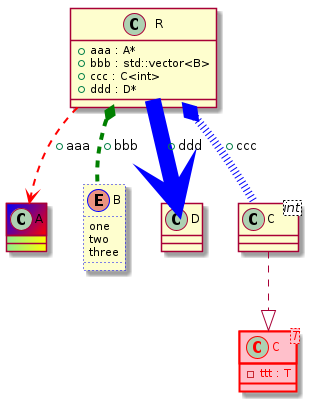 C R
aaa : A*
bbb : std::vector<B>
ccc : C<int>
ddd : D*
aaa bbb ddd ccc
C A
E B
one
two
three
C D
C C int
C C T
ttt : T